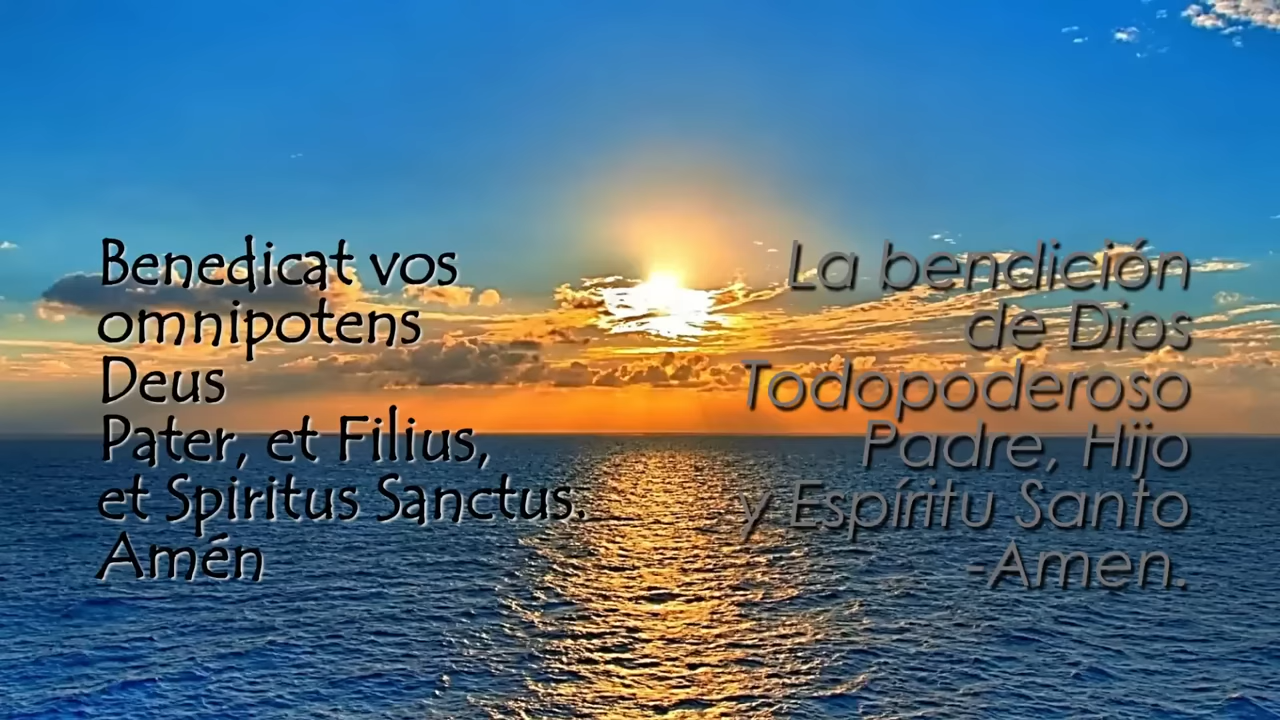 Benedicat vos
omnipotens
Deus
Pater, et Filius,
et Spiritus Sanctus.
Amén
La bendición
de Dios
Todopoderoso
Padre, Hijo
y Espíritu Santo
-Amen.